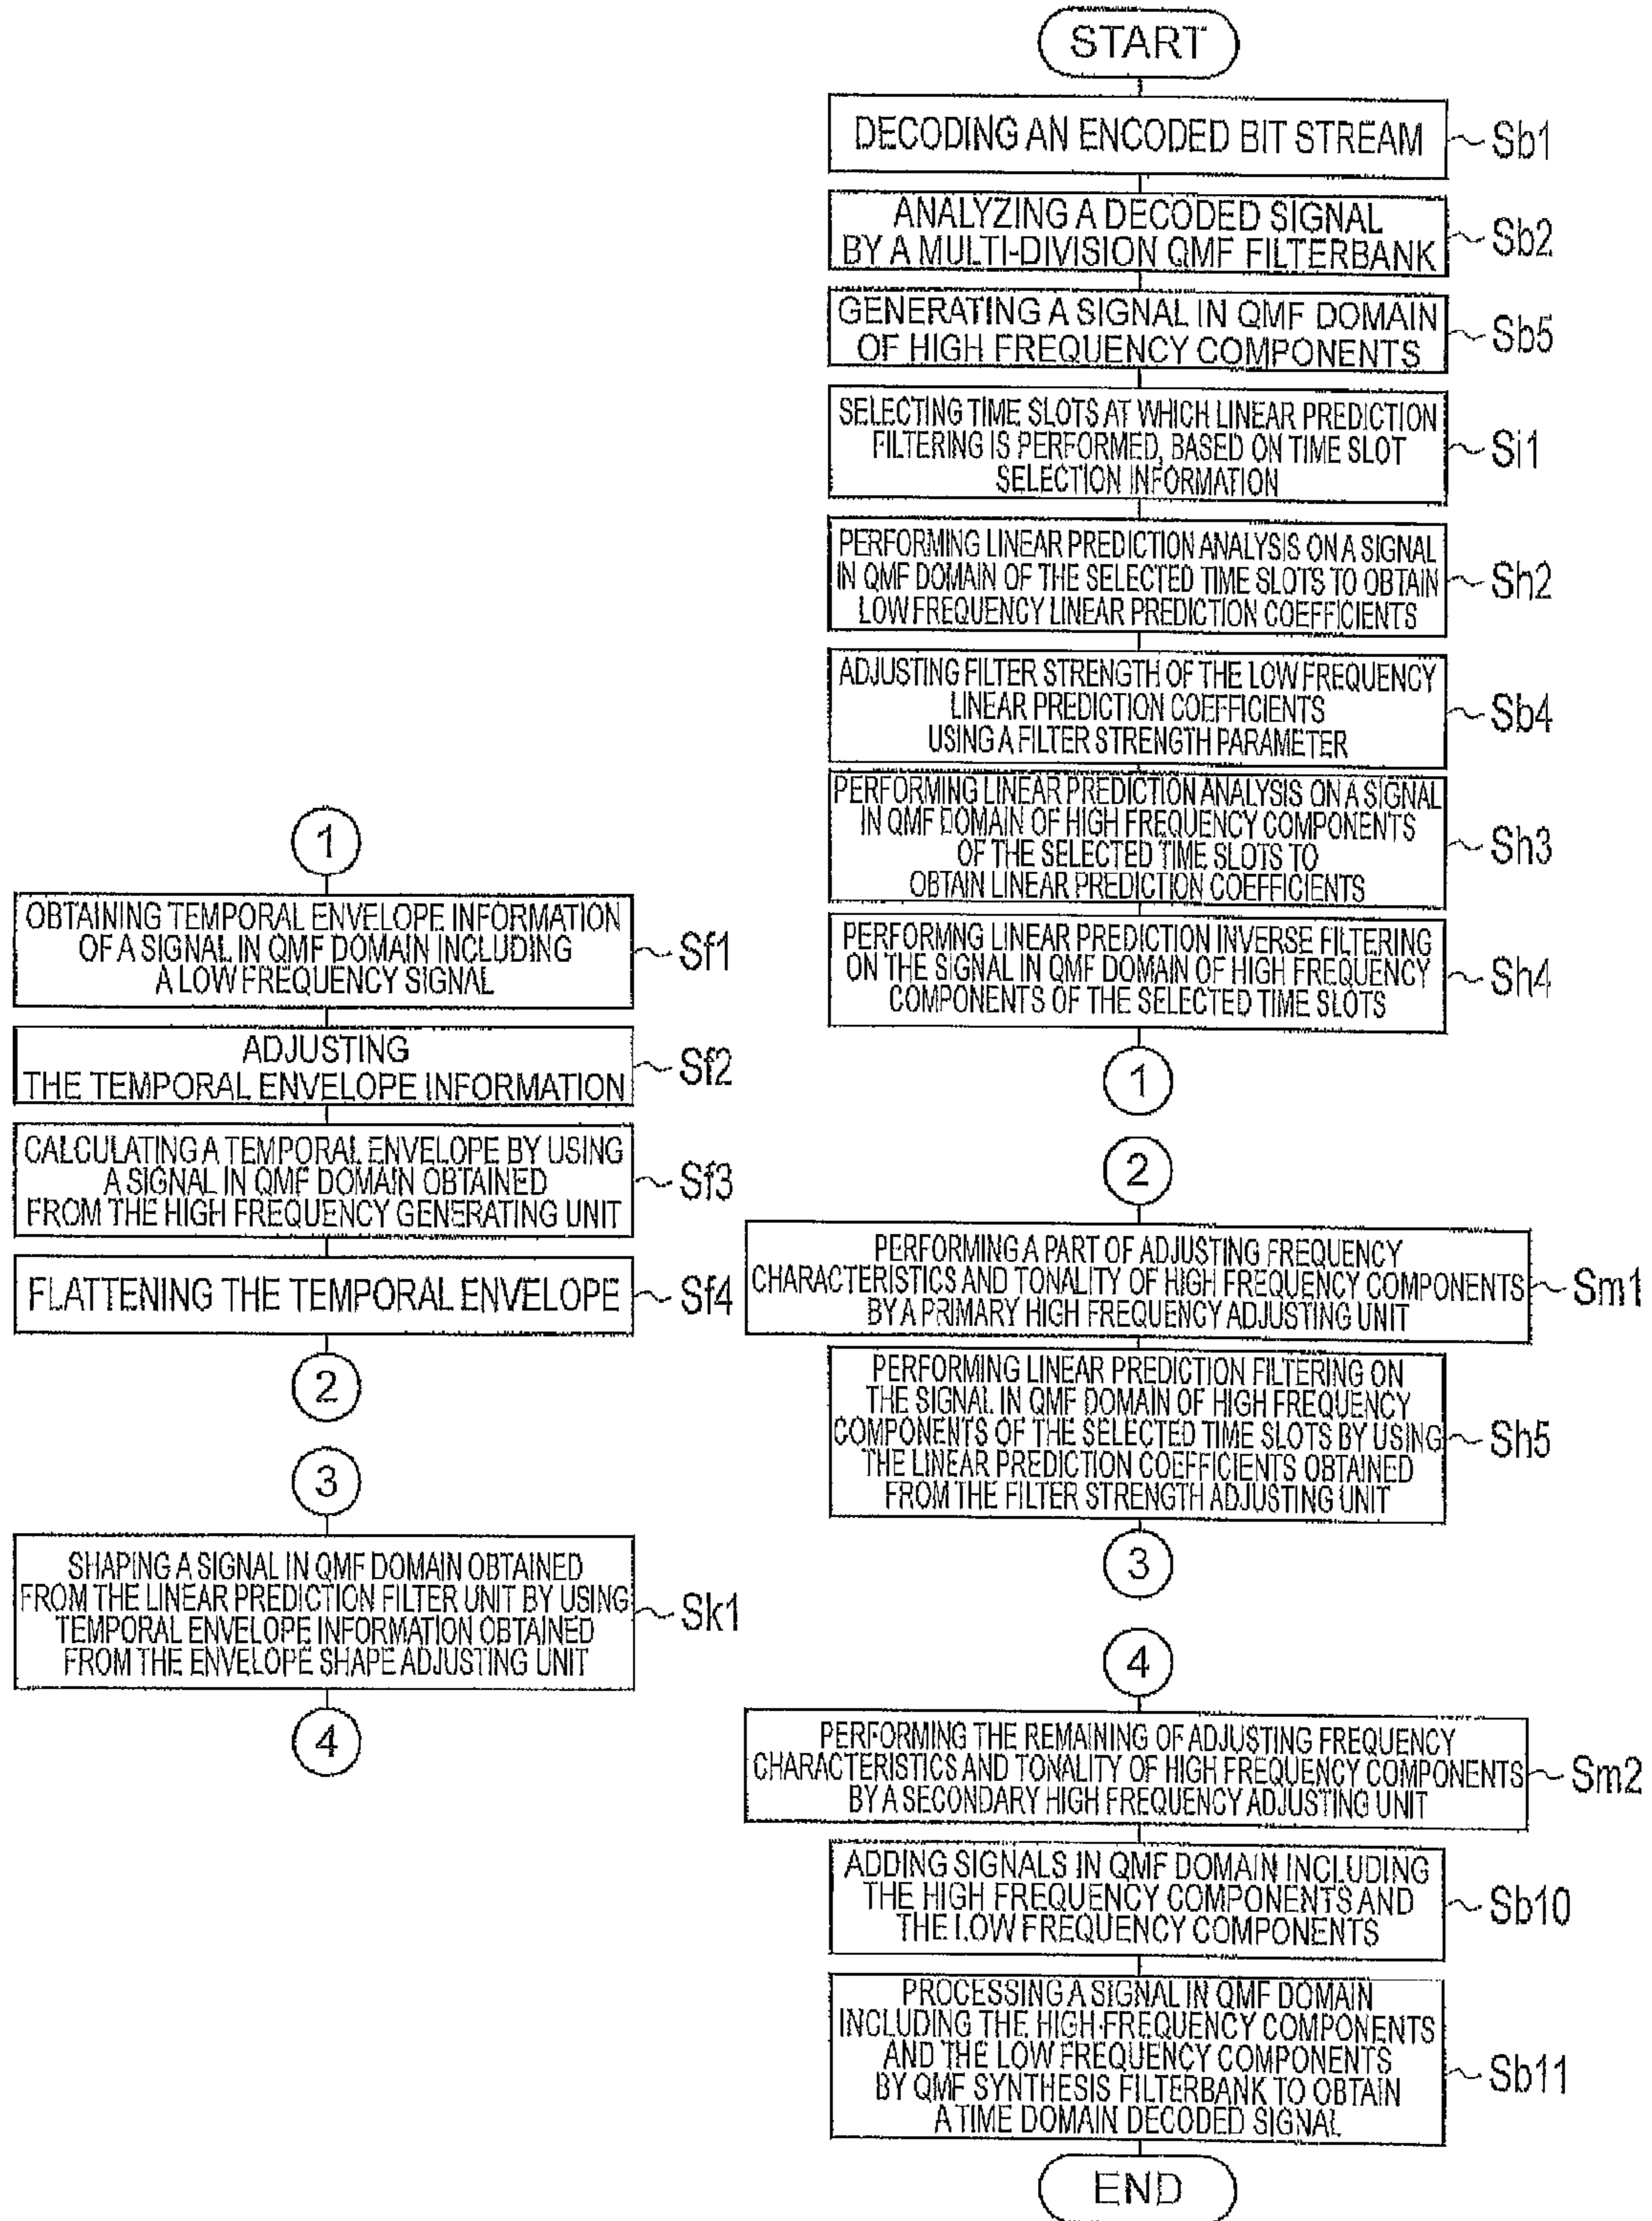 START
DECODING AN ENCODED BIT STREAM
Sb1
ANALYZING A DECODED SIGNAL
BY A MULTI-DIVISION QMF FILTERBANK
Sb2
GENERATING A SIGNAL IN QMF DOMAIN
OF HIGH FREQUENCY COMPONENTS
Sb5
SELECTING TIME SLOTS AT WHICH LINEAR PREDICTION
FILTERING IS PERFORMED, BASED ON TIME SLOT
SELECTION INFORMATION
Si1
PERFORMING LINEAR PREDICTION ANALYSIS ON A SIGNAL
IN QMF DOMAIN OF THE SELECTED TIME SLOTS TO OBTAIN
LOW FREQUENCY LINEAR PREDICTION COEFFICIENTS
Sh2
ADJUSTING FILTER STRENGTH OF THE LOW FREQUENCY
LINEAR PREDICTION COEFFICIENTS
USING A FILTER STRENGTH PARAMETER
Sb4
PERFORMING LINEAR PREDICTION ANALYSIS ON A SIGNAL
IN QMF DOMAIN OF HIGH FREQUENCY COMPONENTS
OF THE SELECTED TIME SLOTS TO
OBTAIN LINEAR PREDICTION COEFFICIENTS
Sh3
PERFORMNG LINEAR PREDICTION INVERSE FILTERING
ON THE SIGNAL IN QMF DOMAIN OF HIGH FREQUENCY
COMPONENTS OF THE SELECTED TIME SLOTS
Sh4
1
1
OBTAINING TEMPORAL ENVELOPE INFORMATION
OF A SIGNAL IN QMF DOMAIN INCLUDING
A LOW FREQUENCY SIGNAL
Sf1
ADJUSTING
THE TEMPORAL ENVELOPE INFORMATION
Sf2
CALCULATING A TEMPORAL ENVELOPE BY USING
A SIGNAL IN QMF DOMAIN OBTAINED
FROM THE HIGH FREQUENCY GENERATING UNIT
Sf3
FLATTENING THE TEMPORAL ENVELOPE
Sf4
2
2
PERFORMING A PART OF ADJUSTING FREQUENCY
CHARACTERISTICS AND TONALITY OF HIGH FREQUENCY COMPONENTS
BY A PRIMARY HIGH FREQUENCY ADJUSTING UNIT
Sm1
PERFORMING LINEAR PREDICTION FILTERING ON
THE SIGNAL IN QMF DOMAIN OF HIGH FREQUENCY
COMPONENTS OF THE SELECTED TIME SLOTS BY USING
THE LINEAR PREDICTION COEFFICIENTS OBTAINED
FROM THE FILTER STRENGTH ADJUSTING UNIT
Sh5
3
3
SHAPING A SIGNAL IN QMF DOMAIN OBTAINED
FROM THE LINEAR PREDICTION FILTER UNIT BY USING
TEMPORAL ENVELOPE INFORMATION OBTAINED
FROM THE ENVELOPE SHAPE ADJUSTING UNIT
Sk1
4
4
PERFORMING THE REMAINING OF ADJUSTING FREQUENCY
CHARACTERISTICS AND TONALITY OF HIGH FREQUENCY COMPONENTS
BY A SECONDARY HIGH FREQUENCY ADJUSTING UNIT
Sm2
ADDING SIGNALS IN QMF DOMAIN INCLUDING
THE HIGH FREQUENCY COMPONENTS AND
THE LOW FREQUENCY COMPONENTS
Sb10
PROCESSING A SIGNAL IN QMF DOMAIN
INCLUDING THE HIGH-FREQUENCY COMPONENTS
AND THE LOW FREQUENCY COMPONENTS
BY QMF SYNTHESIS FILTERBANK TO OBTAIN
A TIME DOMAIN DECODED SIGNAL
Sb11
END